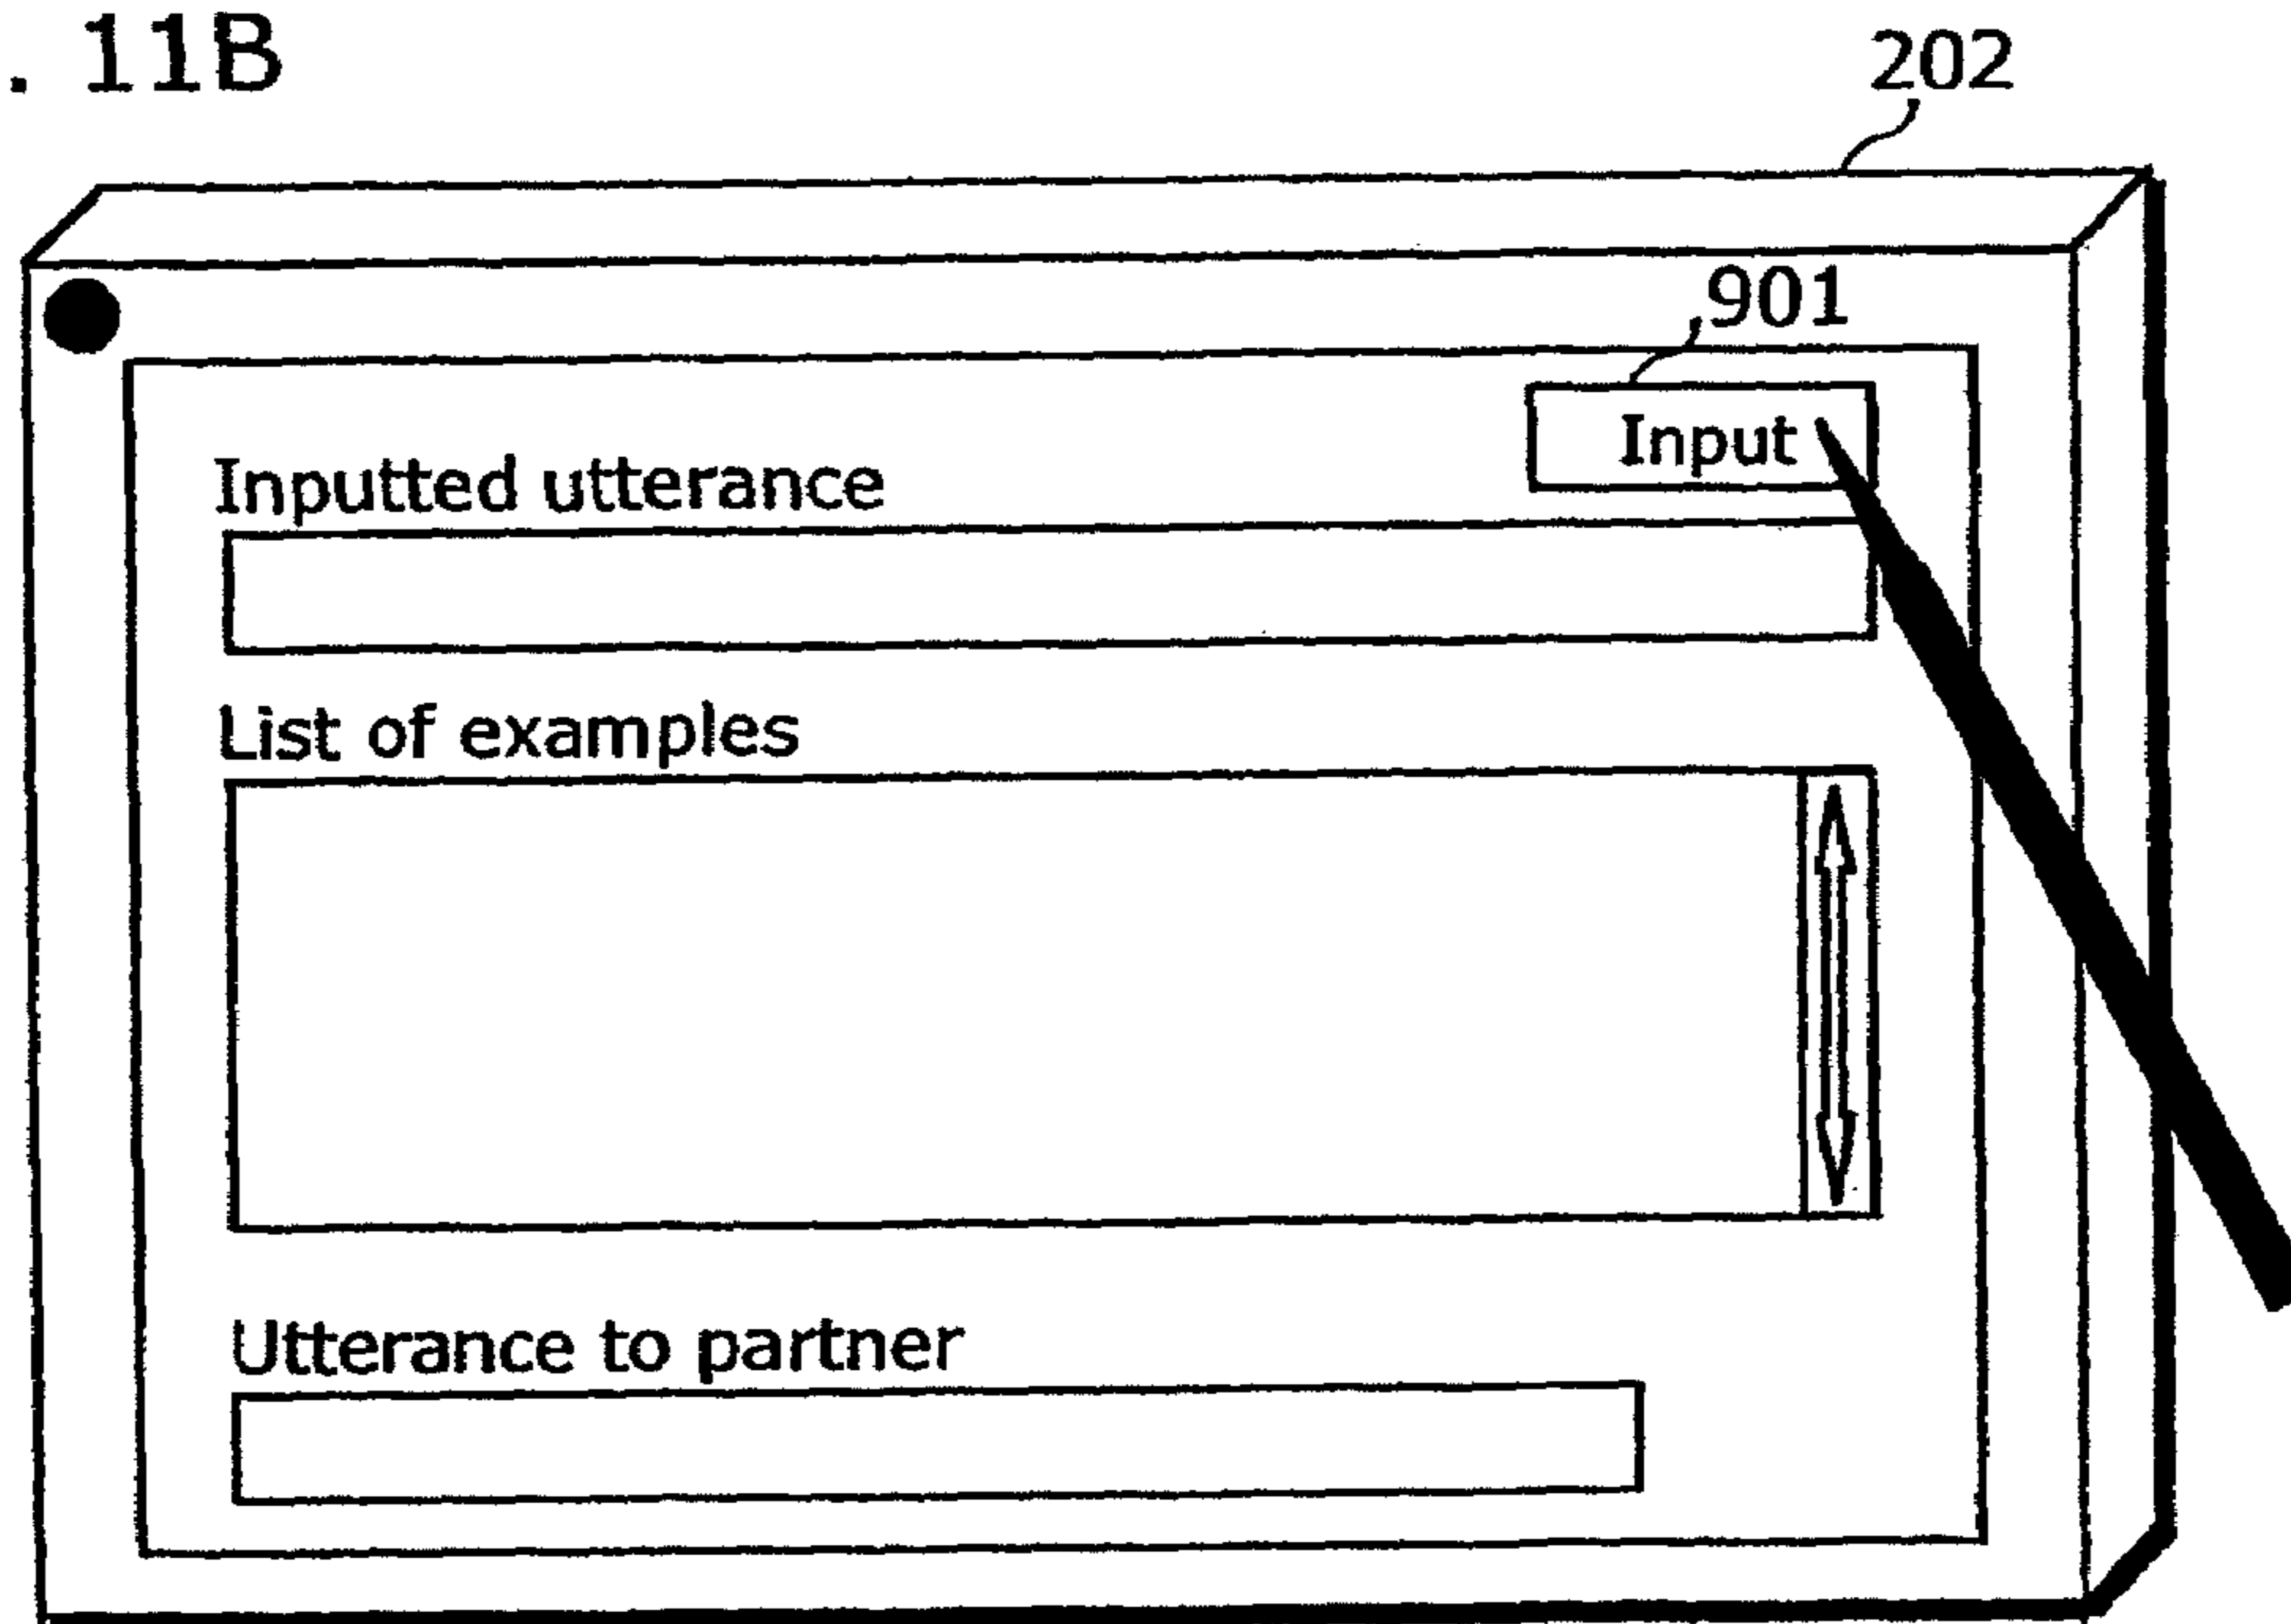 . 11B
202
901
Input
Inputted utterance
List of examples
Utterance to partner